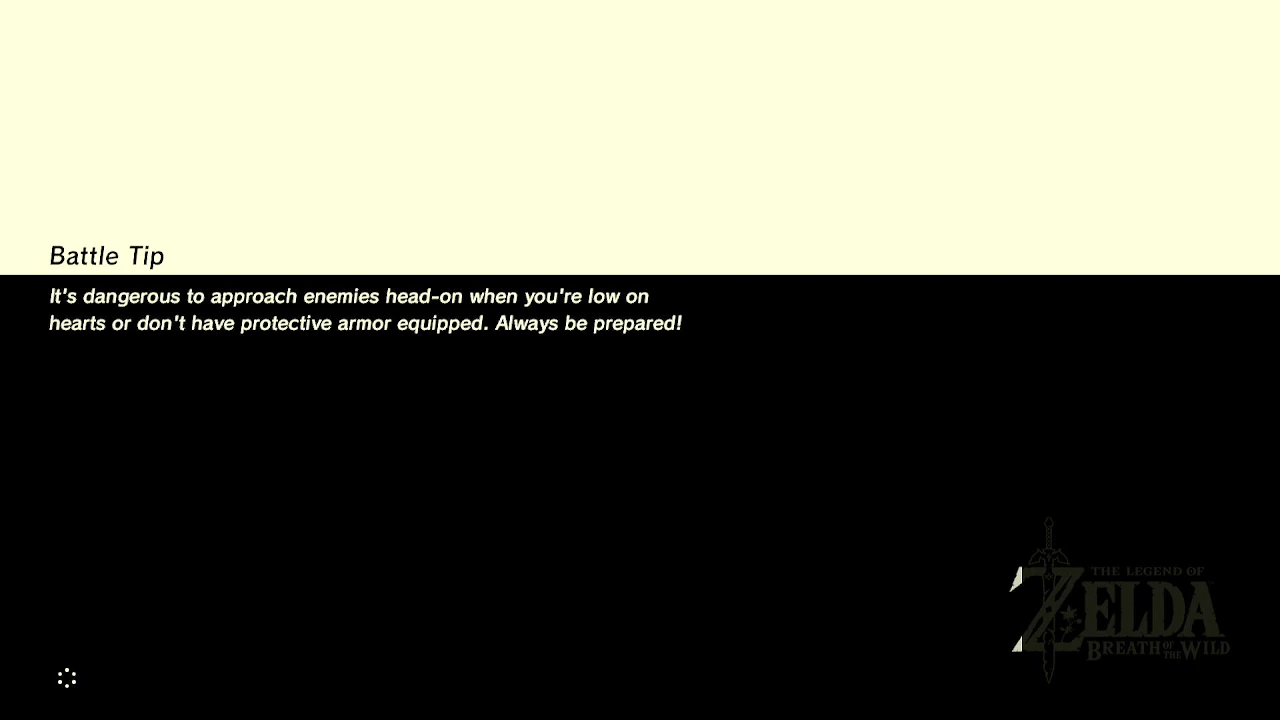 Battle Tip
It's dangerous to approach enemies head-on when you're low on
hearts or don't have protective armor equipped. Always be prepared!
THE LEGEND OF
ZELDA
BREATH OF THE WILD